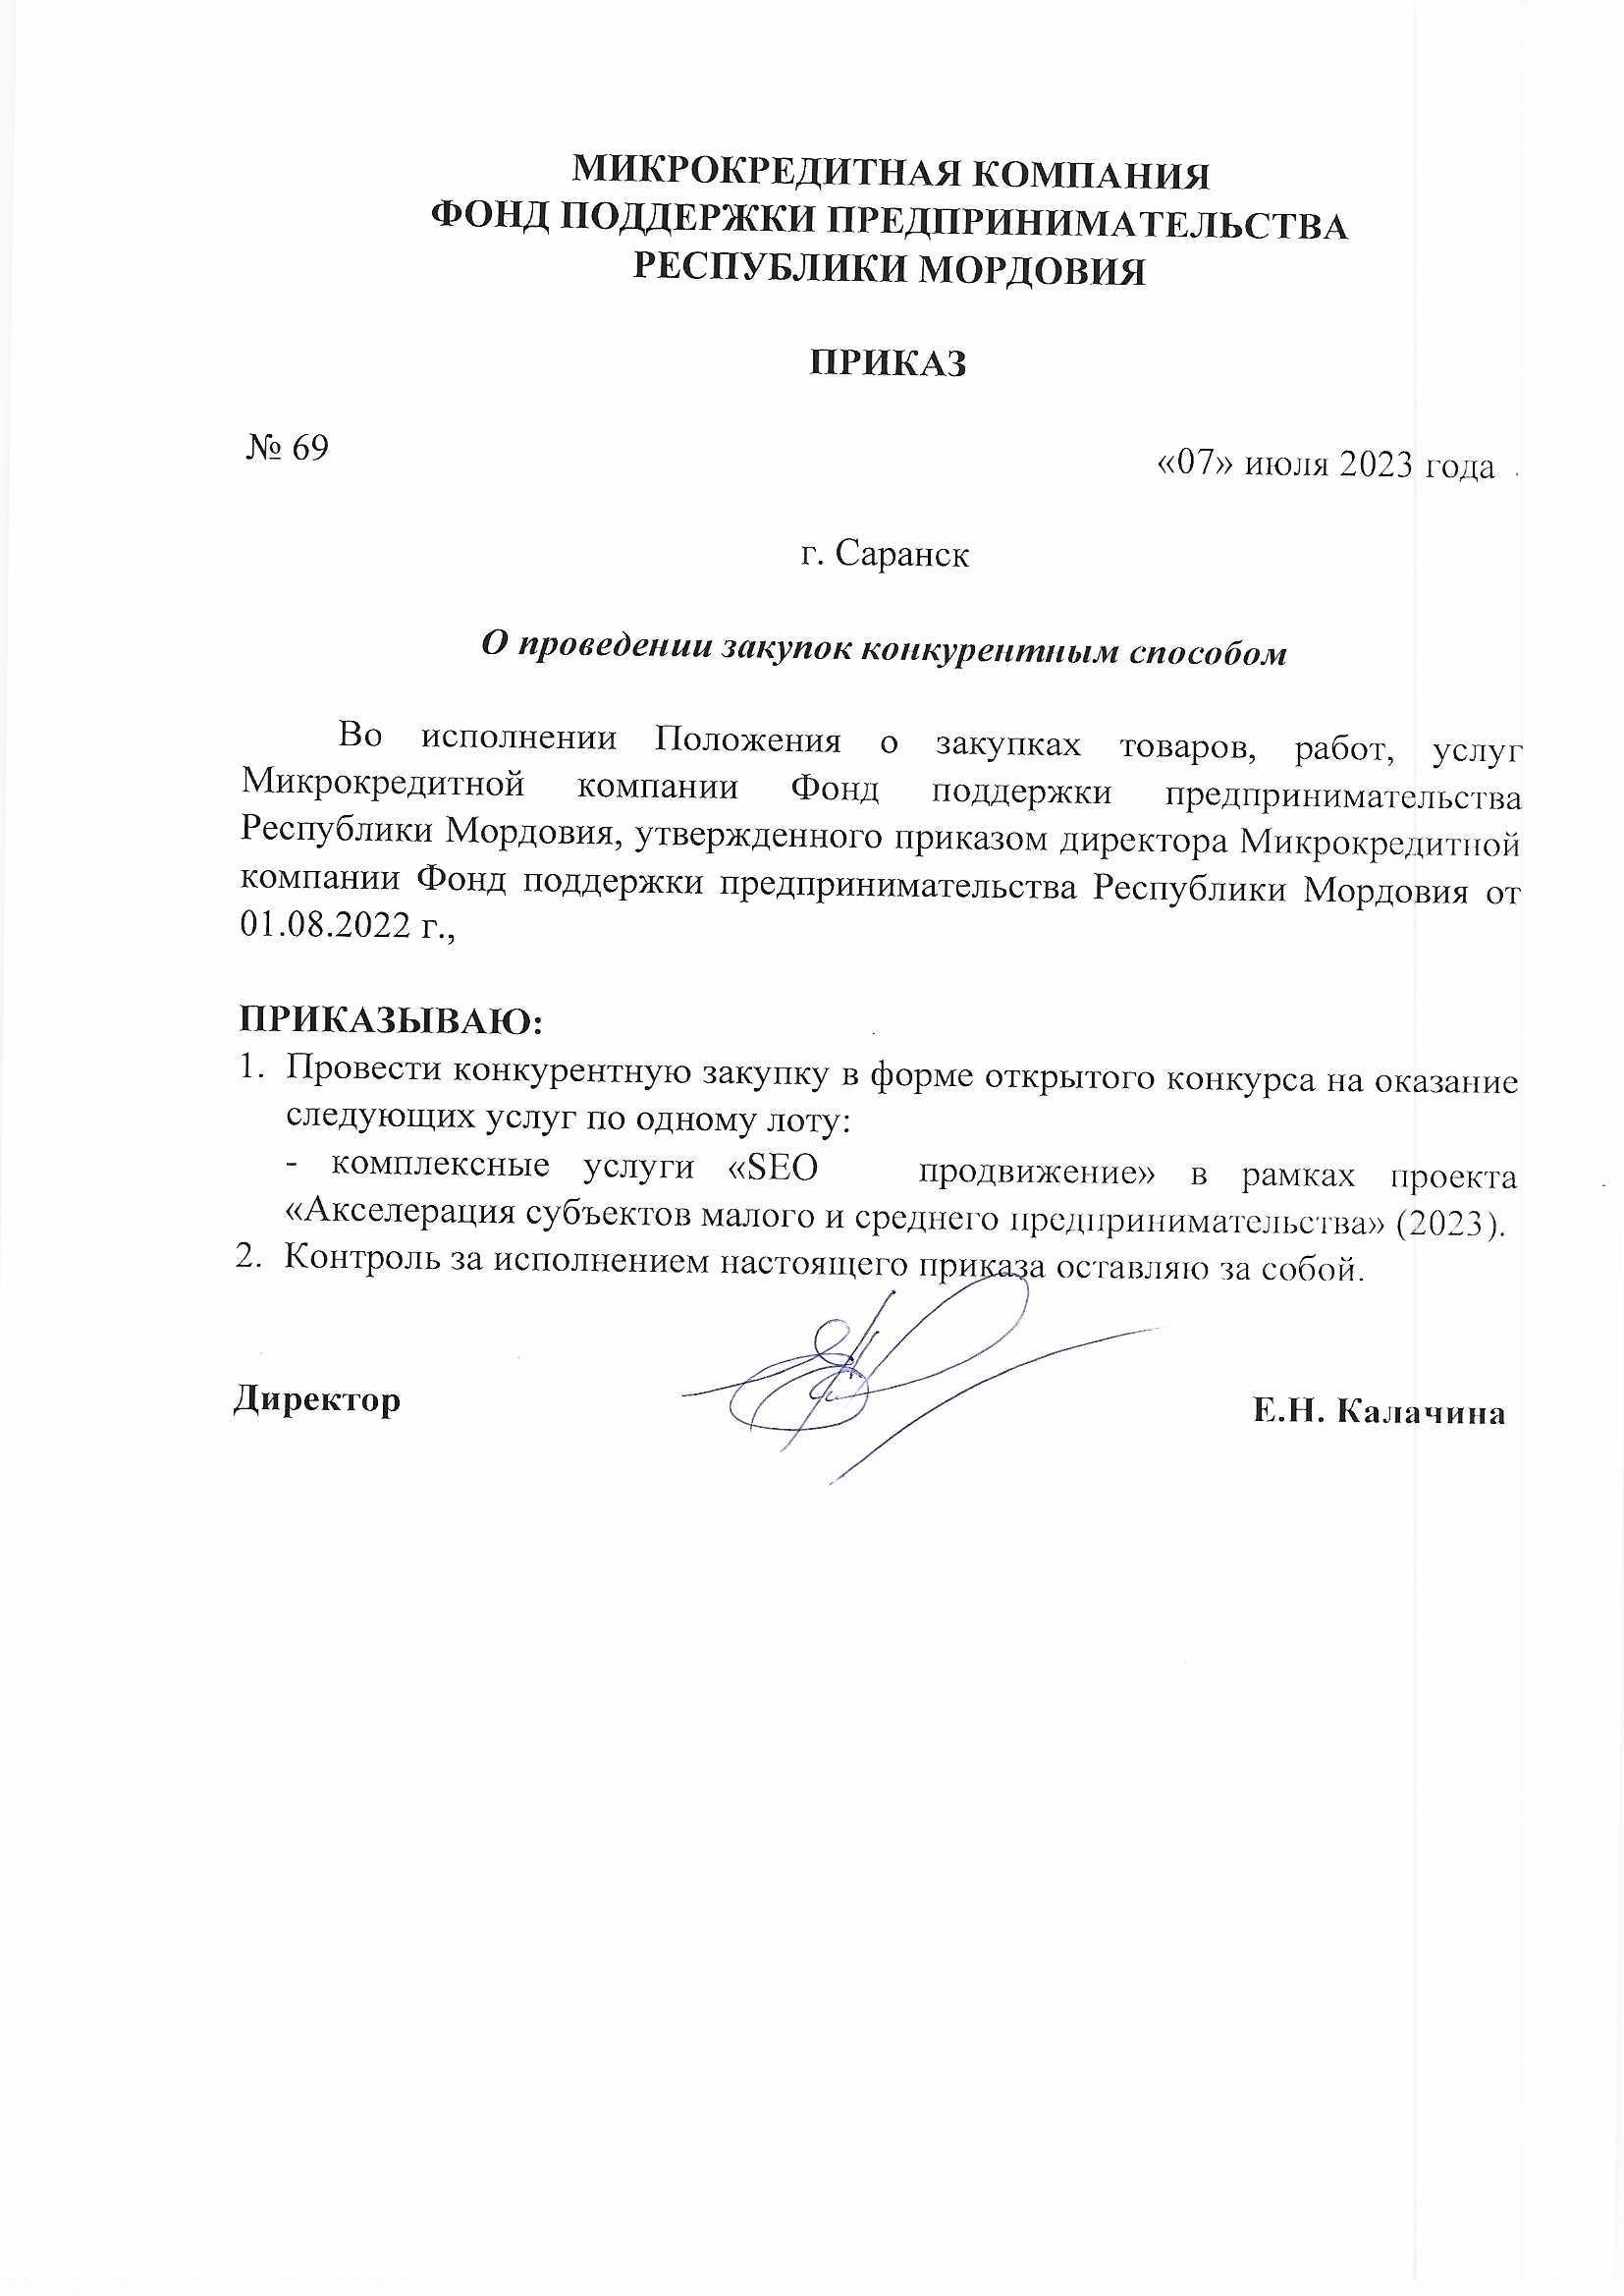 МИКРОКРЕДИТНАЯ КОМПАНИЯ
ФОНД ПОДДЕРЖКИ ПРЕДПРИНИМАТЕЛЬСТВА
РЕСПУБЛИКИ МОРДОВИЯ
ПРИКАЗ
№ 69
«07» июля 2023 года
г. Саранск
О проведении закупок конкурентным способом
Во исполнении Положения о закупках товаров, работ, услуг
Микрокредитной компании Фонд поддержки предпринимательства
Республики Мордовия, утвержденного приказом директора Микрокредитной
компании Фонд поддержки предпринимательства Республики Мордовия от
01.08.2022 г.,
ПРИКАЗЫВАЮ:
1. Провести конкурентную закупку в форме открытого конкурса на оказание
следующих услуг по одному лоту:
- комплексные услуги «SEO продвижение» в рамках проекта
«Акселерация субъектов малого и среднего предпринимательства» (2023).
2. Контроль за исполнением настоящего приказа оставляю за собой.
Директор
Е.Н. Калачина